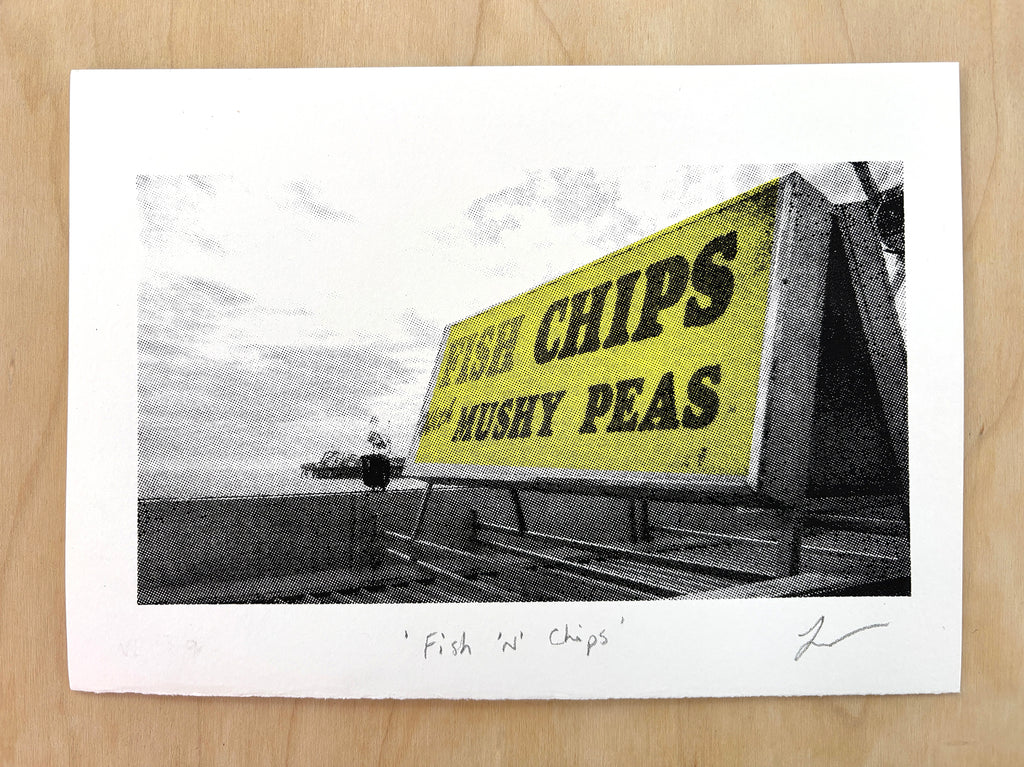 FISH CHIPS
and MUSHY PEAS
'Fish 'N' Chips'